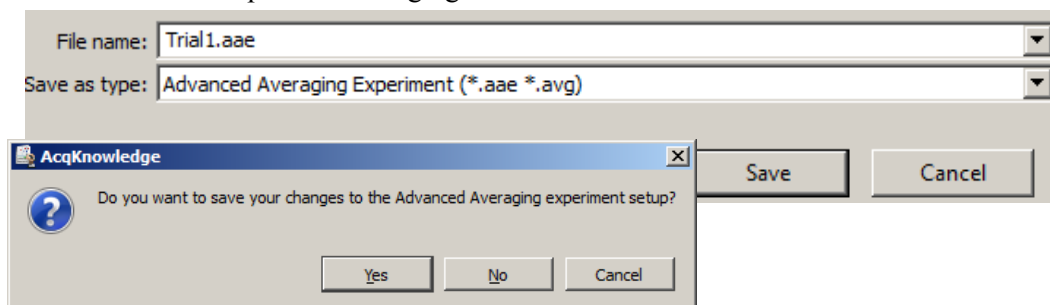 File name: Trial1.aae
Save as type: Advanced Averaging Experiment (*.aae *.avg)
Save Cancel
AcqKnowledge
Do you want to save your changes to the Advanced Averaging experiment setup?
Yes No Cancel